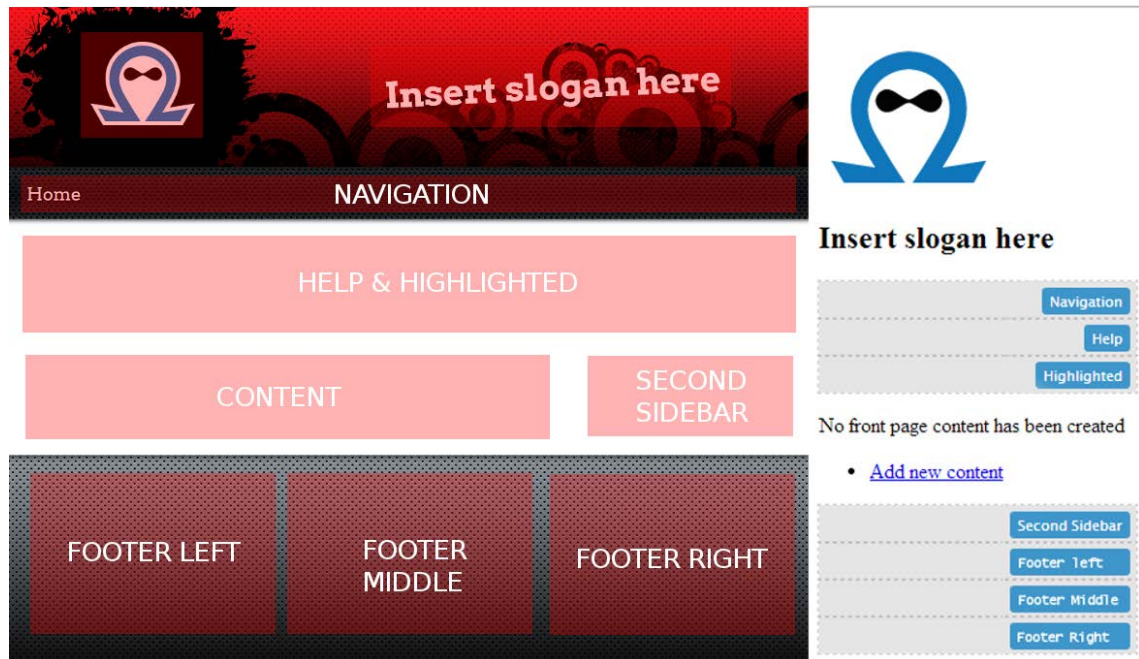 Insert slogan here
Home
NAVIGATION
HELP & HIGHLIGHTED
CONTENT
SECOND
SIDEBAR
FOOTER LEFT
FOOTER
MIDDLE
FOOTER RIGHT
Insert slogan here
Navigation
Help
Highlighted
No front page content has been created
• Add new content
Second Sidebar
Footer left
Footer Middle
Footer Right